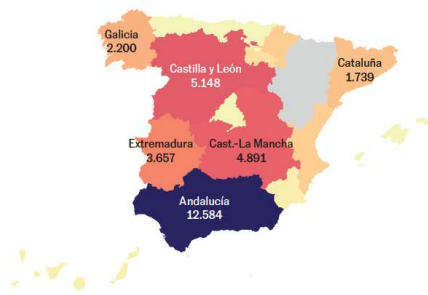 Galicia
2.200
Cataluña
1.739
Castilla y León
5.148
Extremadura
3.657
Cast.-La Mancha
4.891
Andalucía
12.584